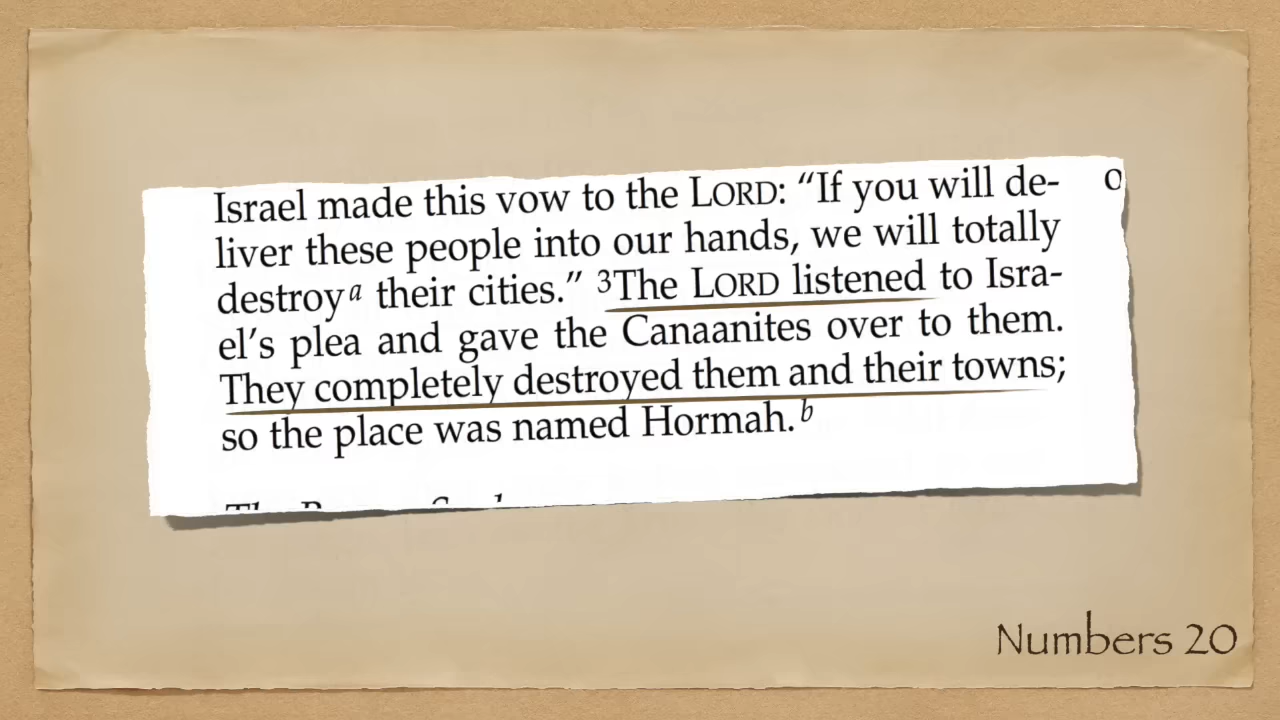 Israel made this vow to the LORD: “If you will de-
liver these people into our hands, we will totally
destroyᵃ their cities.” ³The LORD listened to Isra-
el’s plea and gave the Canaanites over to them.
They completely destroyed them and their towns;
so the place was named Hormah.ᵇ
Numbers 20